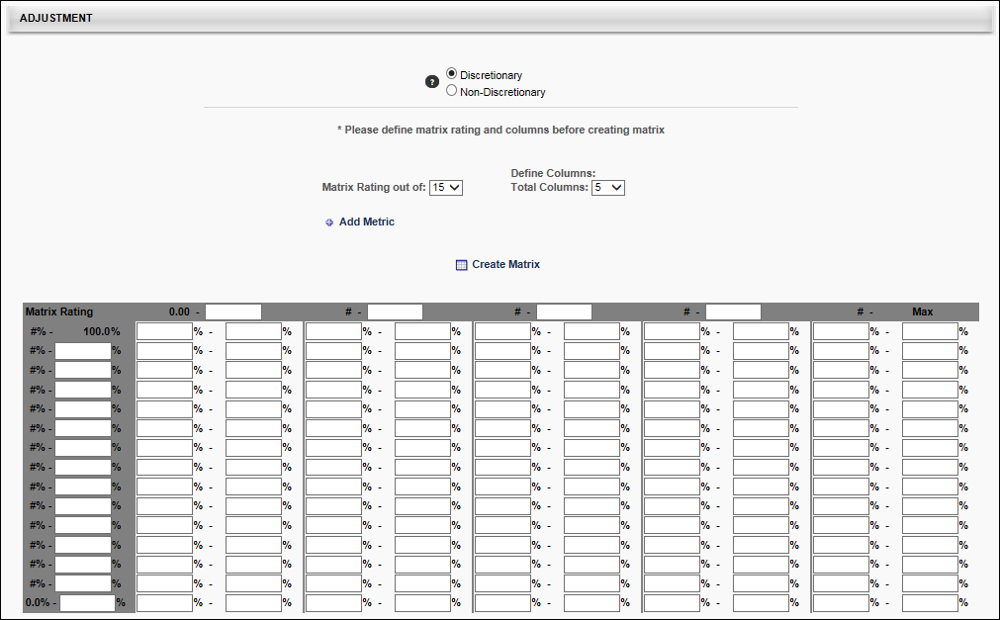 ADJUSTMENT
? Discretionary
Non-Discretionary
* Please define matrix rating and columns before creating matrix
Define Columns:
Matrix Rating out of: 15 Total Columns: 5
Add Metric
Create Matrix
Matrix Rating 0.00 - # - # - # - # - Max
#% - 100.0% % - % % - % % - % % - % % - %
#% - % % - % % - % % - % % - % % - %
#% - % % - % % - % % - % % - % % - %
#% - % % - % % - % % - % % - % % - %
#% - % % - % % - % % - % % - % % - %
#% - % % - % % - % % - % % - % % - %
#% - % % - % % - % % - % % - % % - %
#% - % % - % % - % % - % % - % % - %
#% - % % - % % - % % - % % - % % - %
#% - % % - % % - % % - % % - % % - %
#% - % % - % % - % % - % % - % % - %
#% - % % - % % - % % - % % - % % - %
#% - % % - % % - % % - % % - % % - %
#% - % % - % % - % % - % % - % % - %
0.0% - % % - % % - % % - % % - % % - %